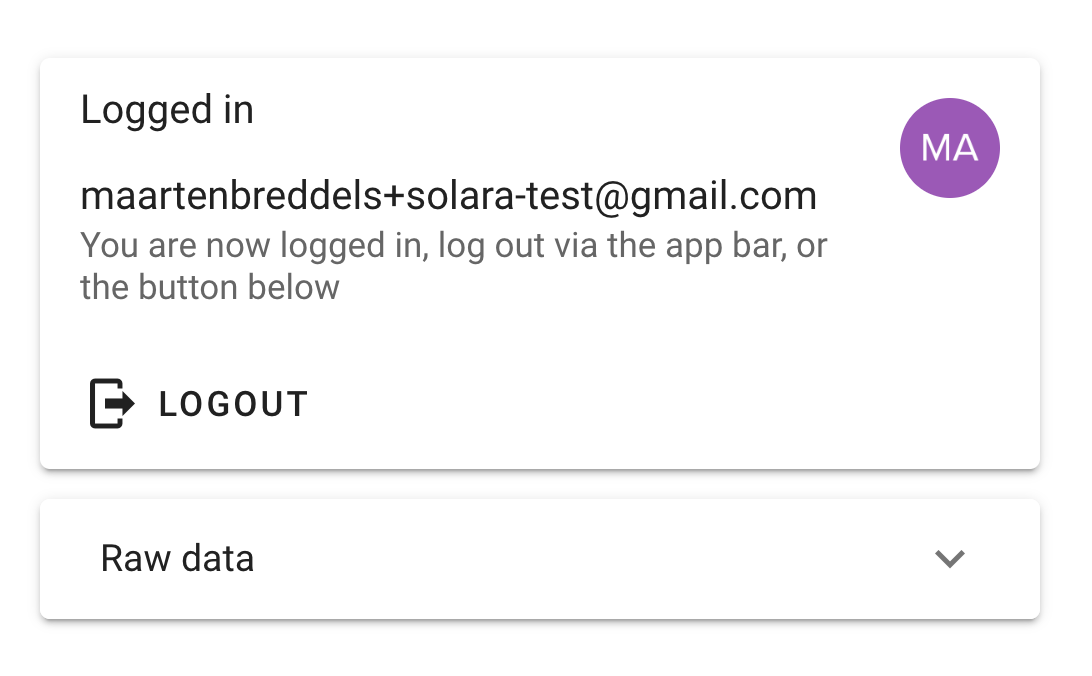 Logged in
MA
maartenbreddels+solara-test@gmail.com
You are now logged in, log out via the app bar, or
the button below
LOGOUT
Raw data